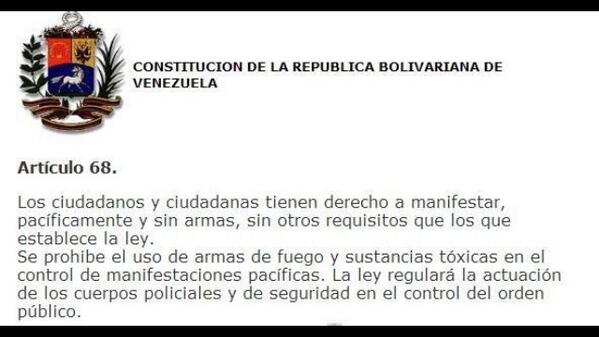 CONSTITUCION DE LA REPUBLICA BOLIVARIANA DE
VENEZUELA
Artículo 68.
Los ciudadanos y ciudadanas tienen derecho a manifestar,
pacíficamente y sin armas, sin otros requisitos que los que
establece la ley.
Se prohibe el uso de armas de fuego y sustancias tóxicas en el
control de manifestaciones pacíficas. La ley regulará la actuación
de los cuerpos policiales y de seguridad en el control del orden
público.